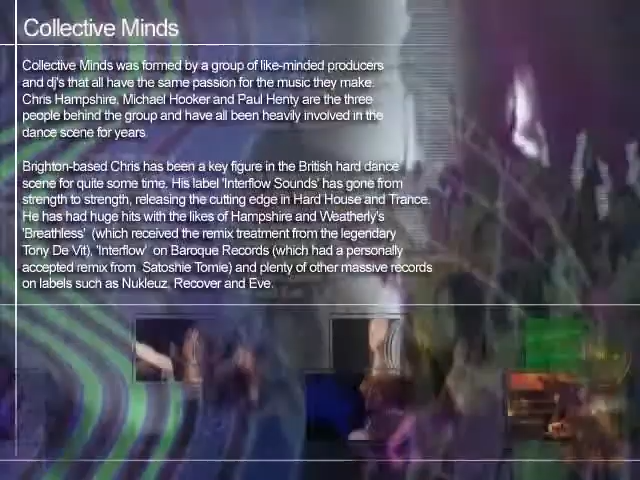 Collective Minds
Collective Minds was formed by a group of like-minded producers
and dj's that all have the same passion for the music they make.
Chris Hampshire, Michael Hooker and Paul Henty are the three
people behind the group and have all been heavily involved in the
dance scene for years.
Brighton-based Chris has been a key figure in the British hard dance
scene for quite some time. His label 'Interflow Sounds' has gone from
strength to strength, releasing the cutting edge in Hard House and Trance.
He has had huge hits with the likes of Hampshire and Weatherly's
'Breathless' (which received the remix treatment from the legendary
Tony De Vit), 'Interflow' on Baroque Records (which had a personally
accepted remix from Satoshie Tomie) and plenty of other massive records
on labels such as Nukleuz, Recover and Eve.